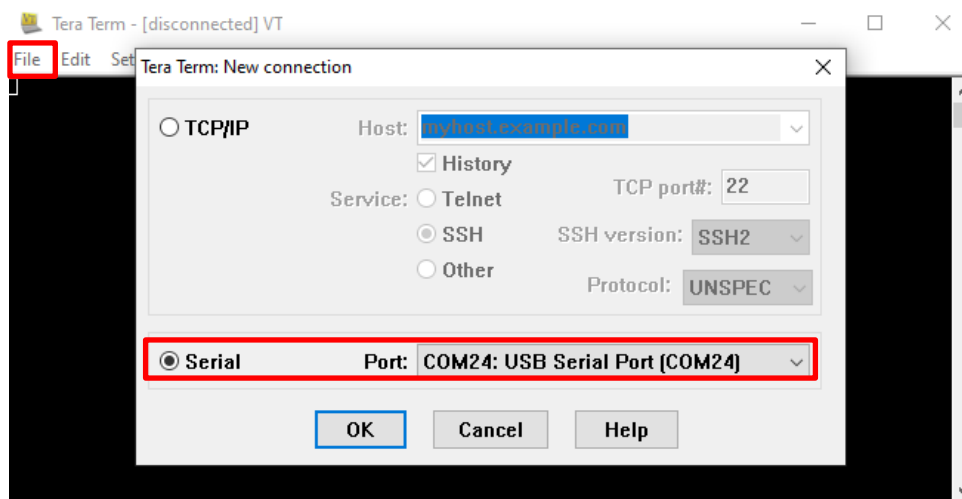 Tera Term - [disconnected] VT
File Edit Set
Tera Term: New connection
TCP/IP Host: myhost.example.com
History
Service: Telnet TCP port#: 22
SSH SSH version: SSH2
Other Protocol: UNSPEC
Serial Port: COM24: USB Serial Port (COM24)
OK Cancel Help